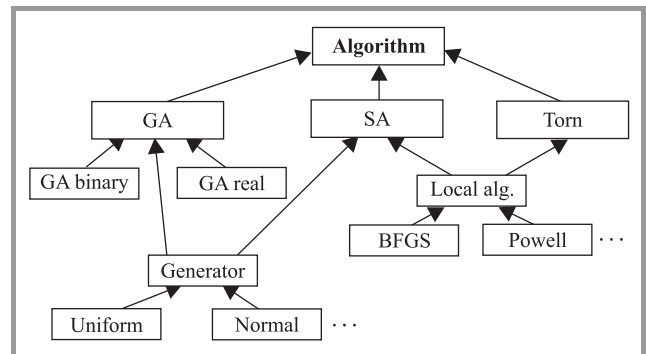 Algorithm
GA
SA
Torn
GA binary
GA real
Local alg.
BFGS
Powell
...
Generator
Uniform
Normal
...